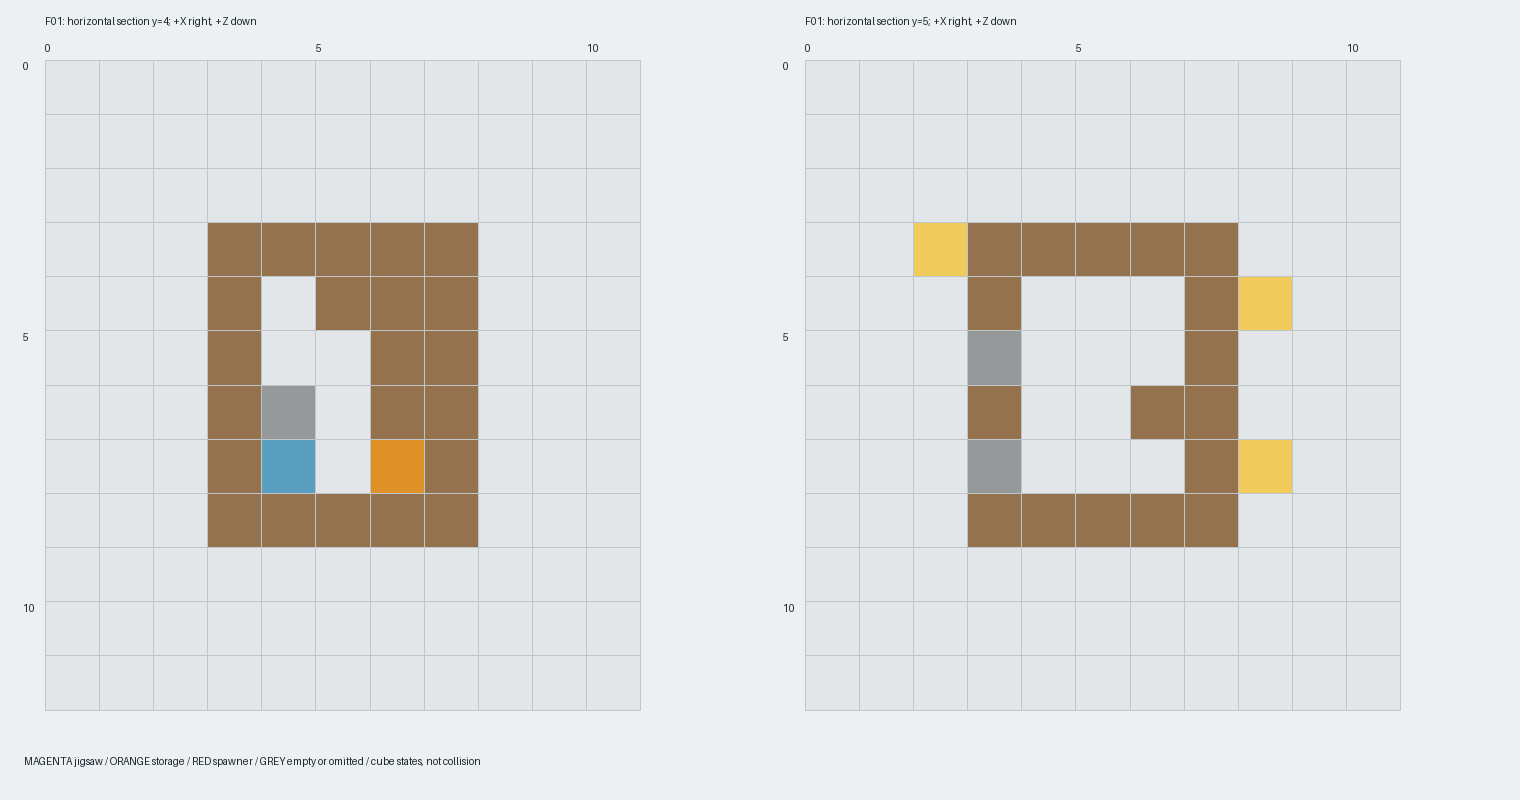 F01: horizontal section y=4; +X right, +Z down
F01: horizontal section y=5; +X right, +Z down
0 5 10
0 5 10
0 0
5 5
10 10
MAGENTA jigsaw / ORANGE storage / RED spawner / GREY empty or omitted / cube states, not collision